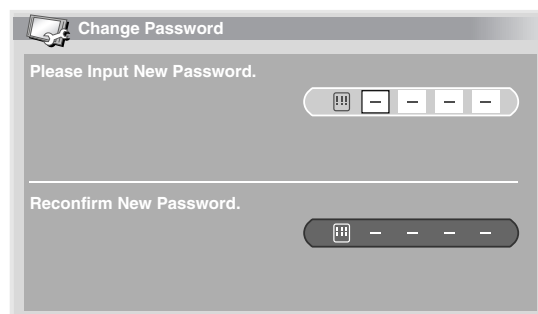 Change Password
Please Input New Password.
– – – –
Reconfirm New Password.
– – – –